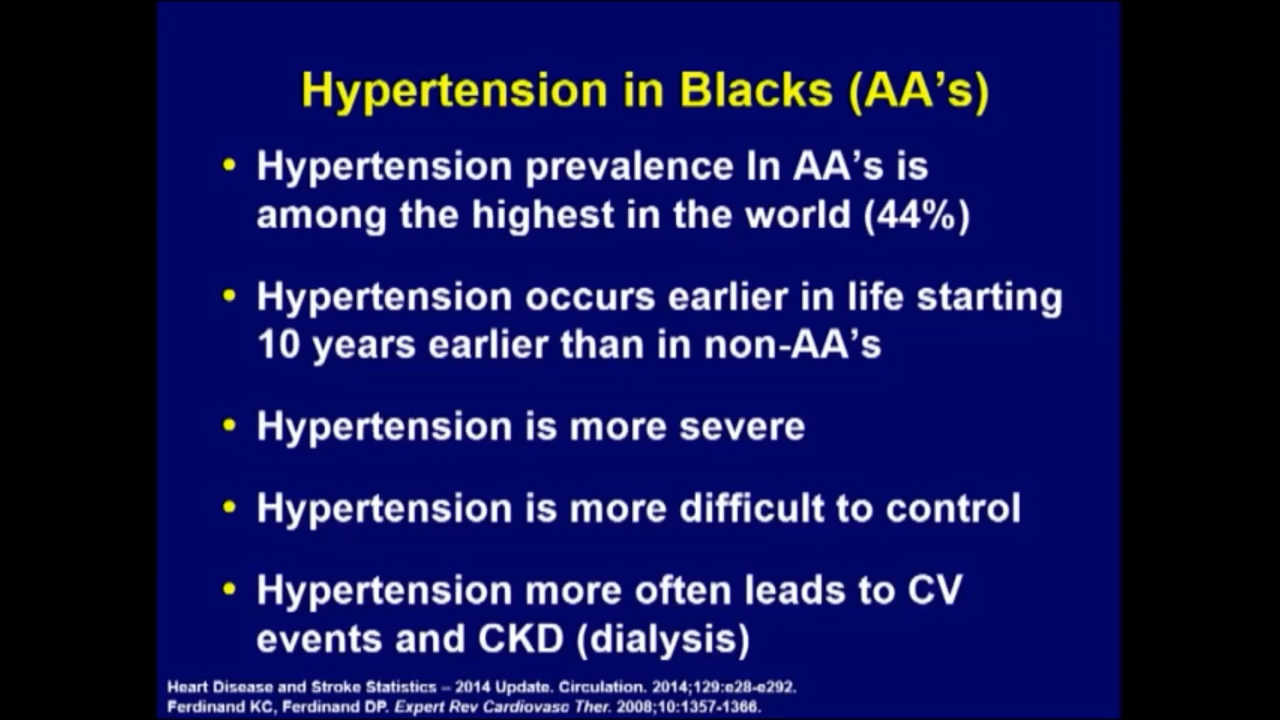 Hypertension in Blacks (AA's)
• Hypertension prevalence In AA's is
among the highest in the world (44%)
• Hypertension occurs earlier in life starting
10 years earlier than in non-AA's
• Hypertension is more severe
• Hypertension is more difficult to control
• Hypertension more often leads to CV
events and CKD (dialysis)
Heart Disease and Stroke Statistics – 2014 Update. Circulation. 2014;129:e28-e292.
Ferdinand KC, Ferdinand DP. Expert Rev Cardiovasc Ther. 2008;10:1357-1366.